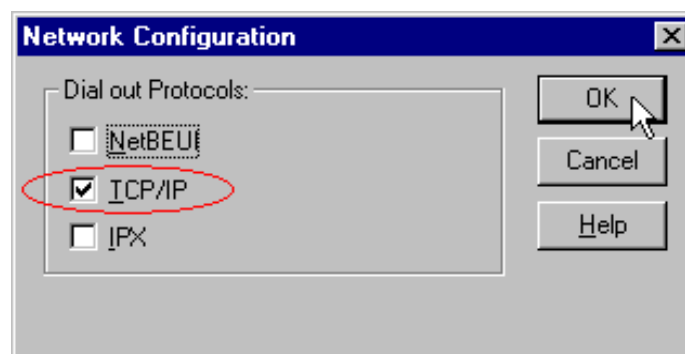 Network Configuration
Dial out Protocols:
NetBEUI
TCP/IP
IPX
OK
Cancel
Help